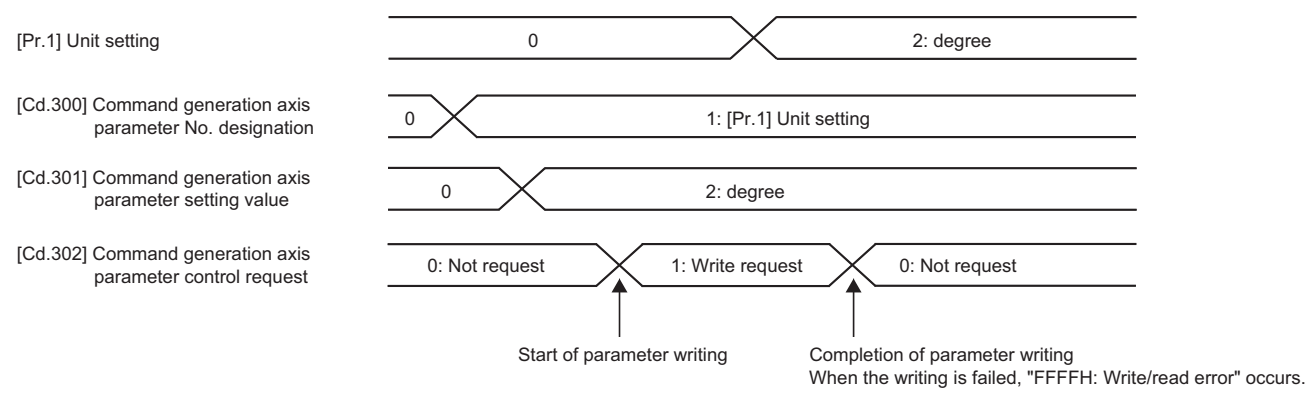 [Pr.1] Unit setting
0
2: degree
[Cd.300] Command generation axis
parameter No. designation
0
1: [Pr.1] Unit setting
[Cd.301] Command generation axis
parameter setting value
0
2: degree
[Cd.302] Command generation axis
parameter control request
0: Not request
1: Write request
0: Not request
Start of parameter writing
Completion of parameter writing
When the writing is failed, "FFFFH: Write/read error" occurs.